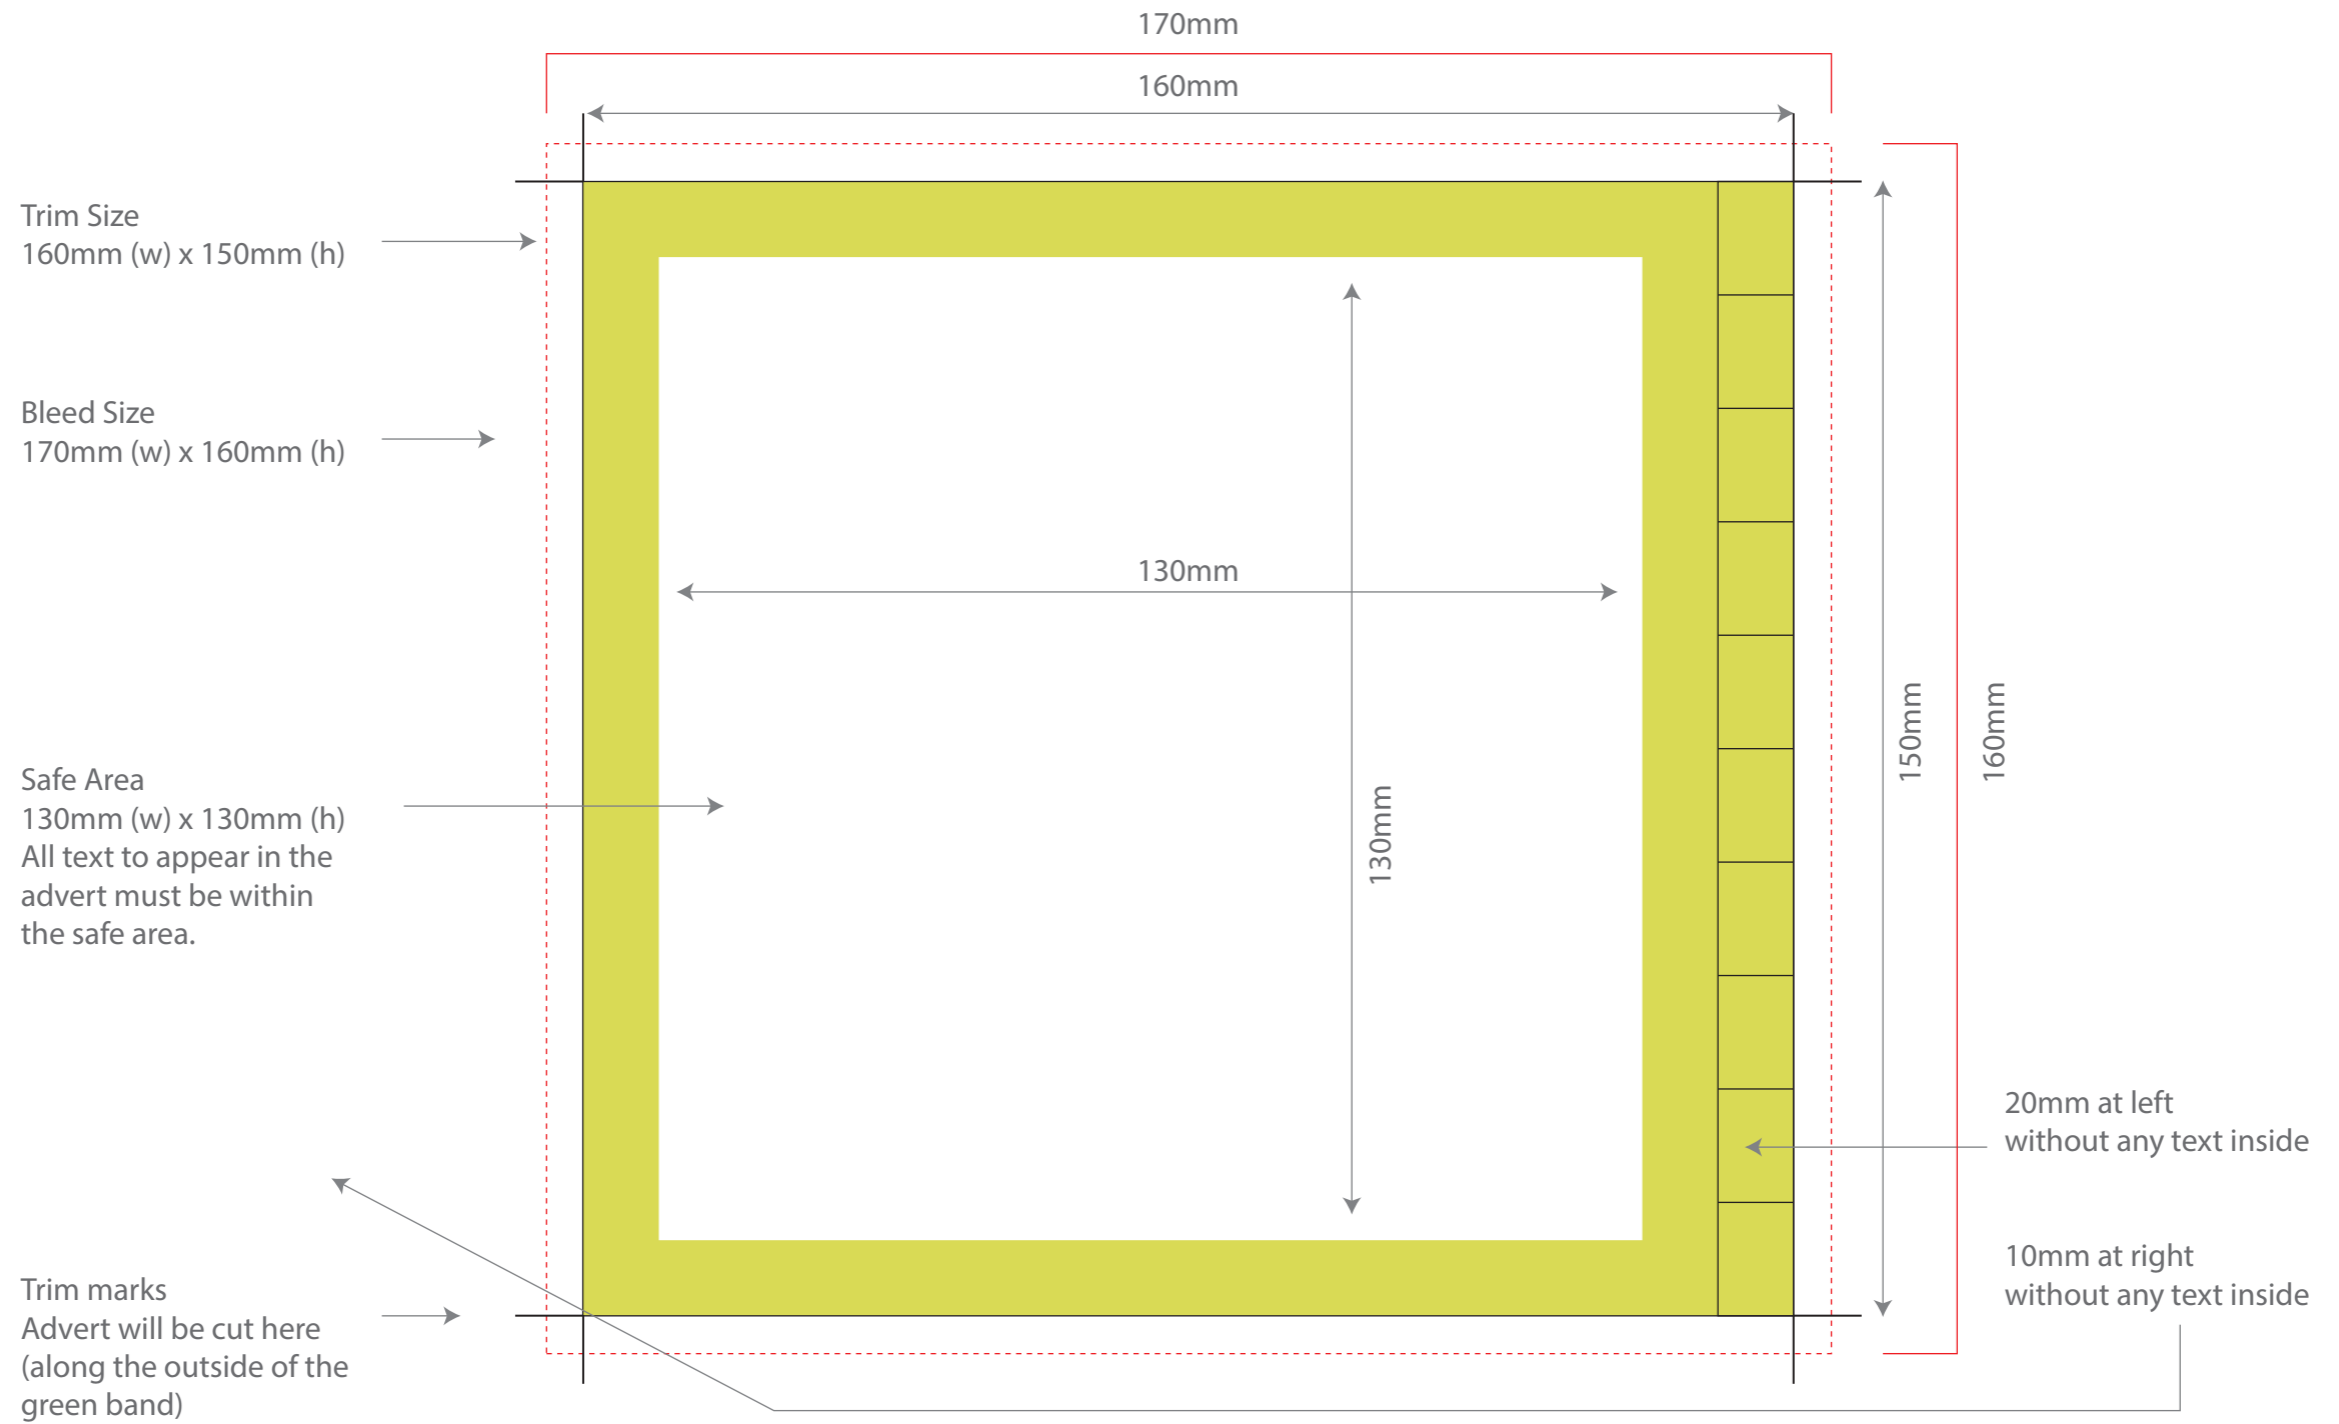 170mm
160mm
Trim Size
160mm (w) x 150mm (h)
Bleed Size
170mm (w) x 160mm (h)
130mm
150mm
160mm
Safe Area
130mm (w) x 130mm (h)
All text to appear in the
advert must be within
the safe area.
130mm
20mm at left
without any text inside
10mm at right
without any text inside
Trim marks
Advert will be cut here
(along the outside of the
green band)